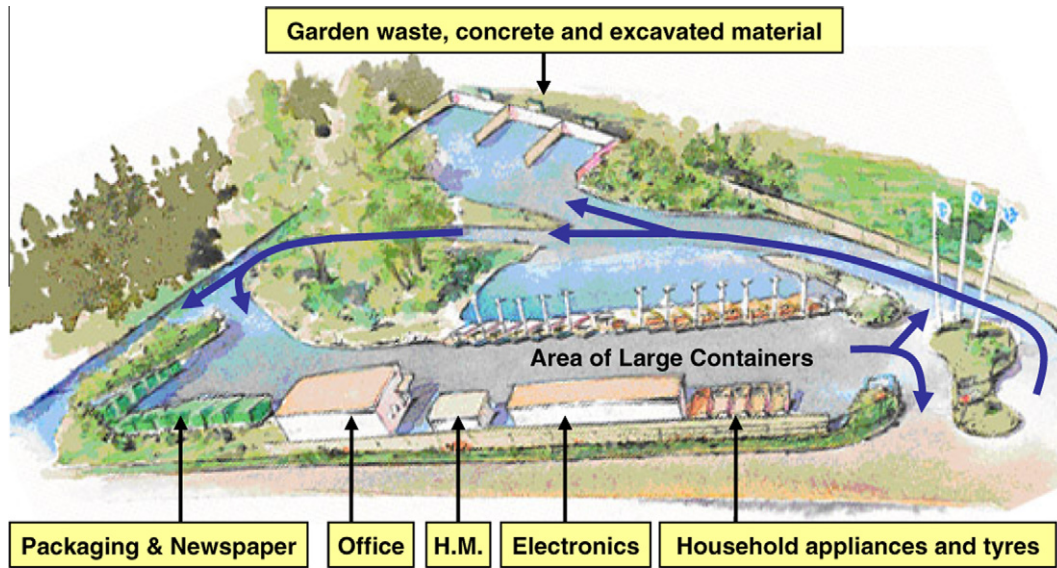 Garden waste, concrete and excavated material
Area of Large Containers
Packaging & Newspaper
Office
H.M.
Electronics
Household appliances and tyres